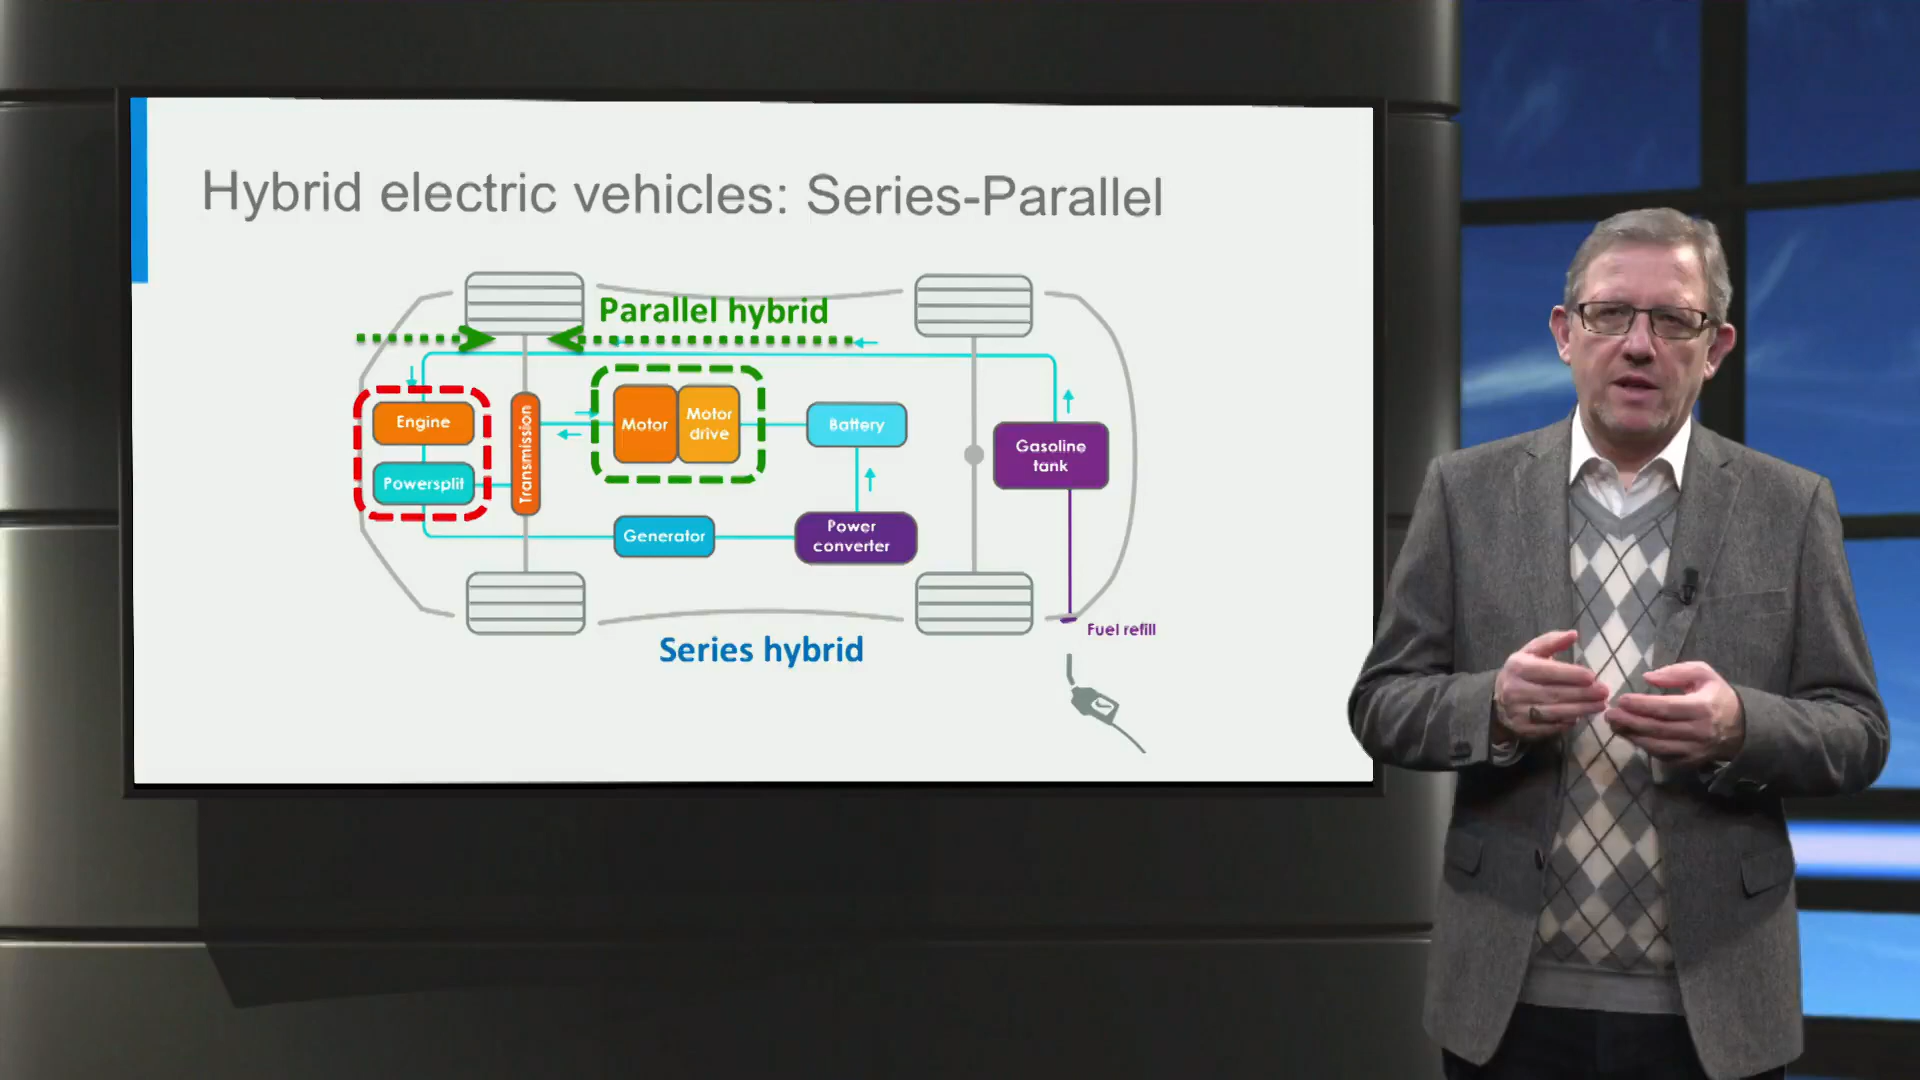 Hybrid electric vehicles: Series-Parallel
Parallel hybrid
Engine
Powersplit
Transmission
Motor
Motor
drive
Battery
Gasoline
tank
Generator
Power
converter
Series hybrid
Fuel refill